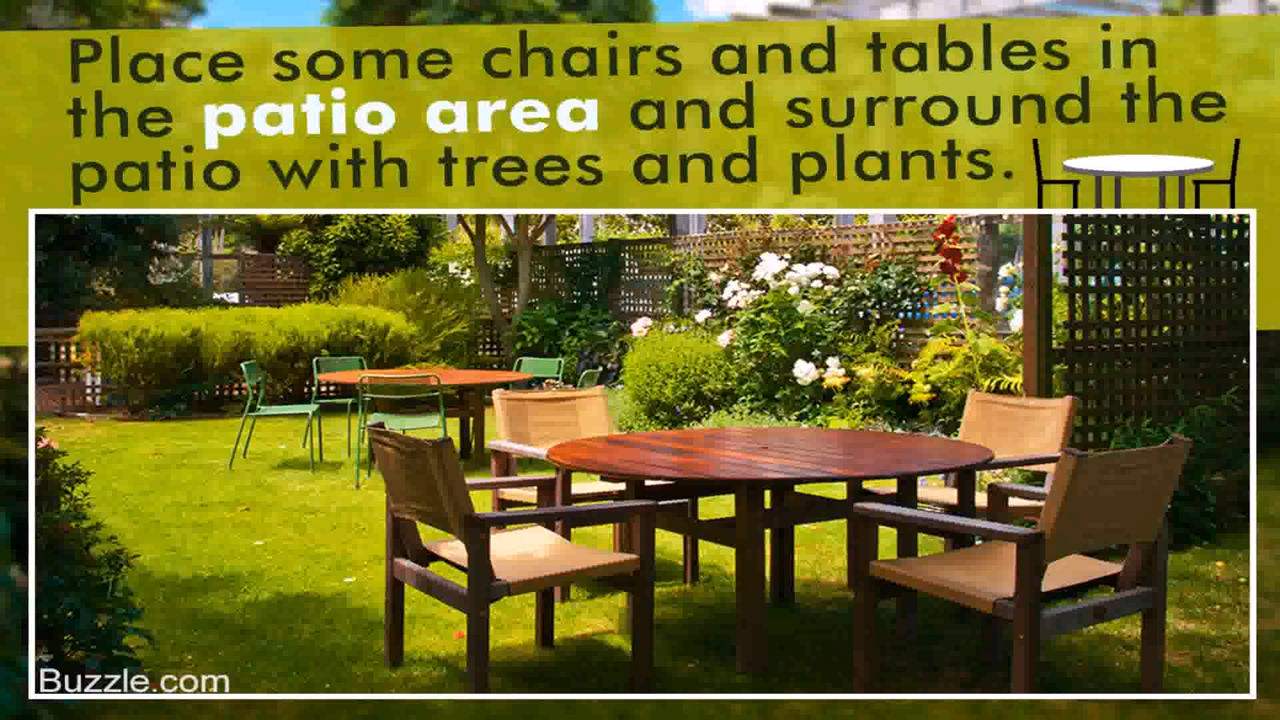 Place some chairs and tables in
the patio area and surround the
patio with trees and plants.
Buzzle.com